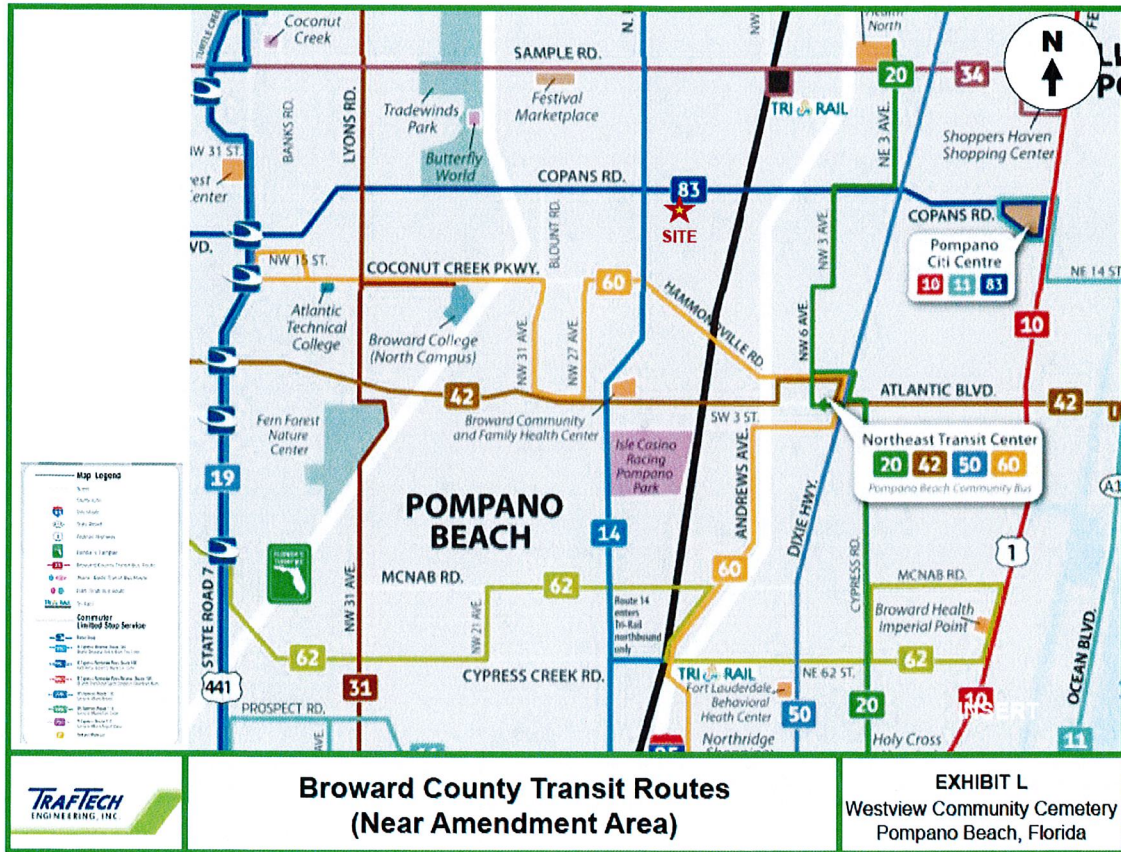 Coconut
Creek
TURTLE CREEK
N.
NW
Health
North
N
SAMPLE RD.
20
34
Tradewinds
Park
Festival
Marketplace
TRI RAIL
Shoppers Haven
Shopping Center
BANKS RD.
LYONS RD.
NE 3 AVE.
NW 31 ST.
Butterfly
World
COPANS RD.
83
SITE
COPANS RD.
BLOUNT RD.
NW 3 AVE.
Pompano
Citi Centre
10 11 83
NW 15 ST.
COCONUT CREEK PKWY.
60
HAMMONDVILLE RD.
NE 14 ST
Atlantic
Technical
College
Broward College
(North Campus)
NW 31 AVE.
NW 27 AVE.
NW 6 AVE.
10
42
ATLANTIC BLVD.
42
Broward Community
and Family Health Center
SW 3 ST.
Fern Forest
Nature
Center
Isle Casino
Racing
Pompano
Park
Northeast Transit Center
20 42 50 60
Pompano Beach Community Bus
19
Map Legend
A1
POMPANO
BEACH
14
ANDREWS AVE.
DIXIE HWY.
1
60
CYPRESS RD.
MCNAB RD.
62
MCNAB RD.
STATE ROAD 7
NW 31 AVE.
NW 21 AVE.
Route 14
enters
Tri-Rail
northbound
only
Broward Health
Imperial Point
62
62
OCEAN BLVD.
441
31
CYPRESS CREEK RD.
TRI RAIL
NE 62 ST.
Fort Lauderdale
Behavioral
Heath Center
10
PROSPECT RD.
50
20
INSERT
Northridge
Holy Cross
11
TRAFTECH
ENGINEERING, INC.
Broward County Transit Routes
(Near Amendment Area)
EXHIBIT L
Westview Community Cemetery
Pompano Beach, Florida